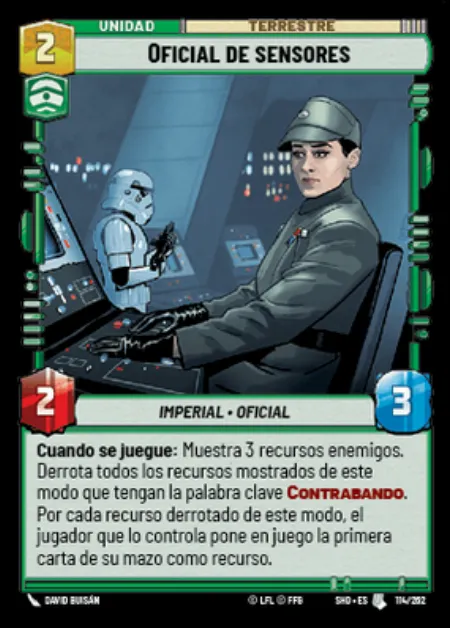 UNIDAD
TERRESTRE
2
OFICIAL DE SENSORES
2
3
IMPERIAL • OFICIAL
Cuando se juegue: Muestra 3 recursos enemigos.
Derrota todos los recursos mostrados de este
modo que tengan la palabra clave CONTRABANDO.
Por cada recurso derrotado de este modo, el
jugador que lo controla pone en juego la primera
carta de su mazo como recurso.
DAVID BUISÁN
© LFL © FFG
SHD • ES
114/262